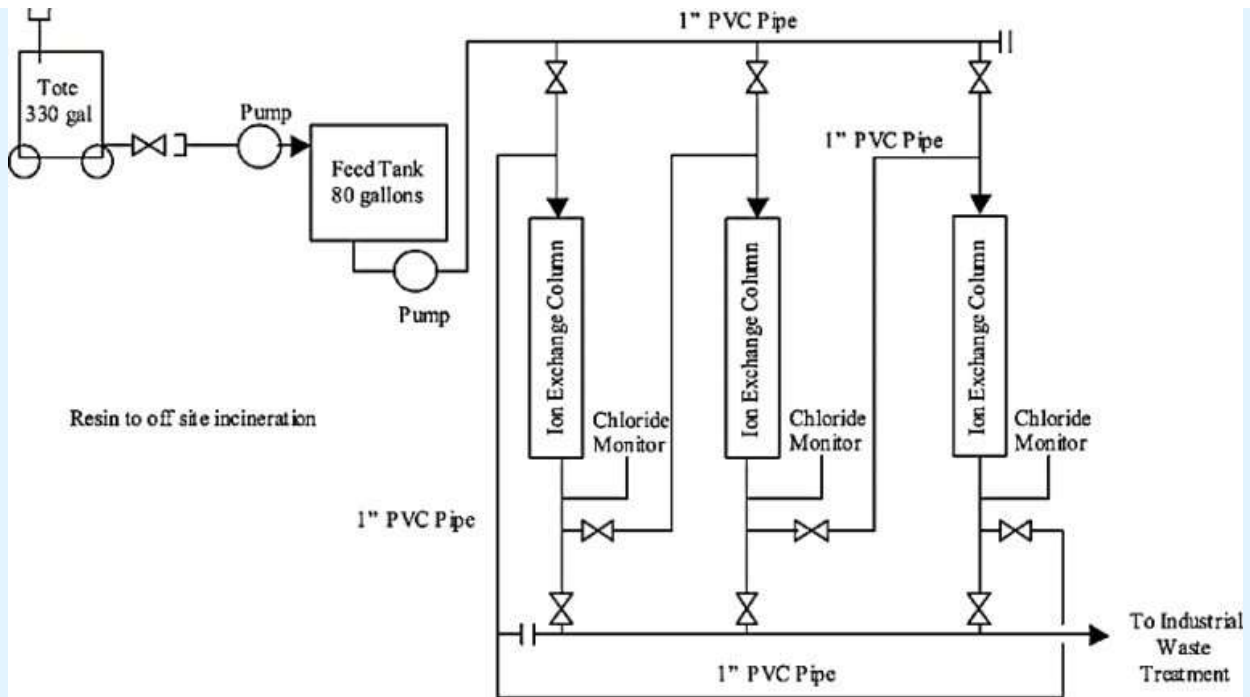 1” PVC Pipe
Tote
330 gal
Pump
Feed Tank
80 gallons
Pump
1” PVC Pipe
Ion Exchange Column
Ion Exchange Column
Ion Exchange Column
Resin to off site incineration
Chloride
Monitor
Chloride
Monitor
Chloride
Monitor
1” PVC Pipe
To Industrial
Waste
Treatment
1” PVC Pipe